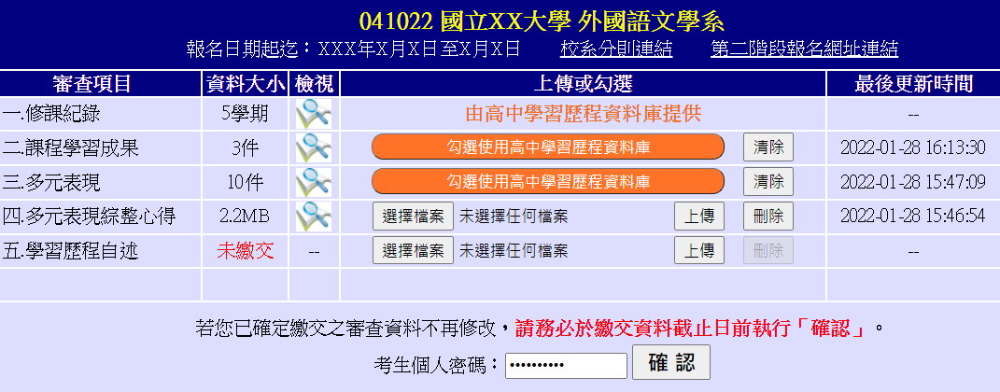 041022 國立XX大學 外國語文學系
報名日期起迄：XXX年X月X日至X月X日 校系分則連結 第二階段報名網址連結
審查項目 資料大小 檢視 上傳或勾選 最後更新時間
一.修課紀錄 5學期 由高中學習歷程資料庫提供 --
二.課程學習成果 3件 勾選使用高中學習歷程資料庫 清除 2022-01-28 16:13:30
三.多元表現 10件 勾選使用高中學習歷程資料庫 清除 2022-01-28 15:47:09
四.多元表現綜整心得 2.2MB 選擇檔案 未選擇任何檔案 上傳 刪除 2022-01-28 15:46:54
五.學習歷程自述 未繳交 -- 選擇檔案 未選擇任何檔案 上傳 刪除 --
若您已確定繳交之審查資料不再修改，請務必於繳交資料截止日前執行「確認」。
考生個人密碼：•••••••••• 確 認